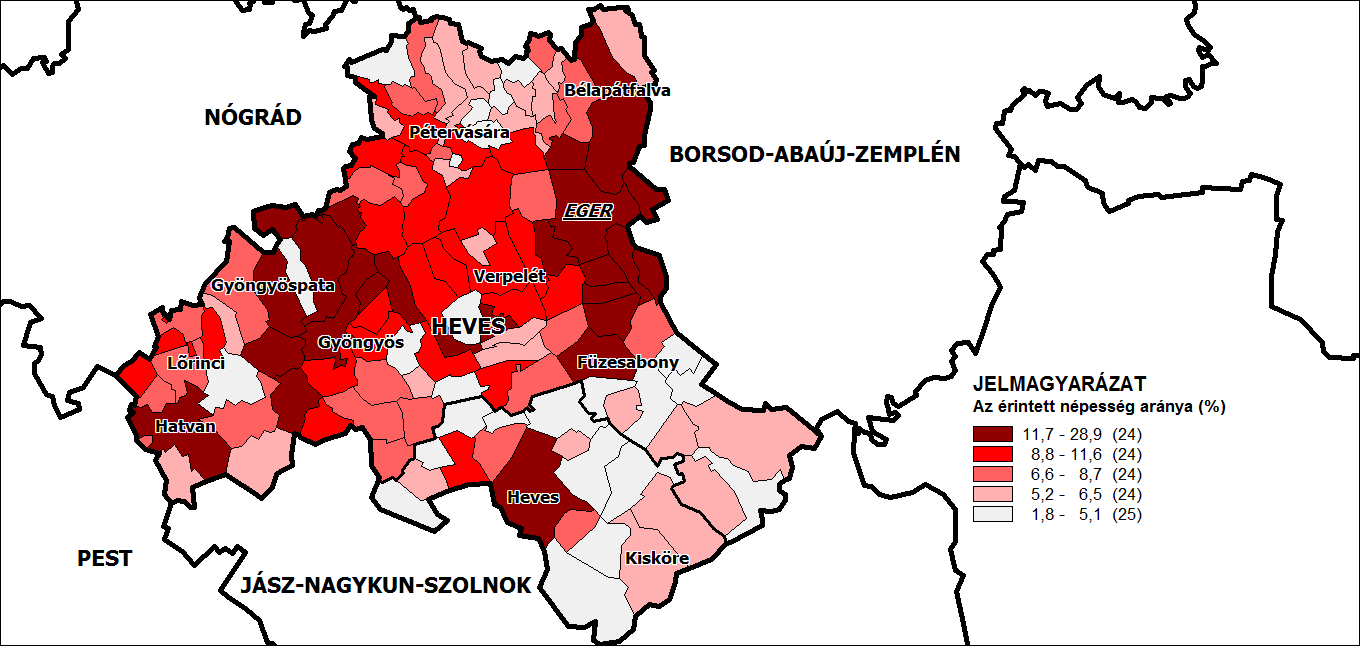 NÓGRÁD
Bélapátfalva
Pétervására
BORSOD-ABAÚJ-ZEMPLÉN
EGER
Verpelét
Gyöngyöspata
HEVES
Gyöngyös
Lőrinci
Füzesabony
Hatvan
Heves
Kisköre
PEST
JÁSZ-NAGYKUN-SZOLNOK
JELMAGYARÁZAT
Az érintett népesség aránya (%)
11,7 - 28,9 (24)
8,8 - 11,6 (24)
6,6 - 8,7 (24)
5,2 - 6,5 (24)
1,8 - 5,1 (25)